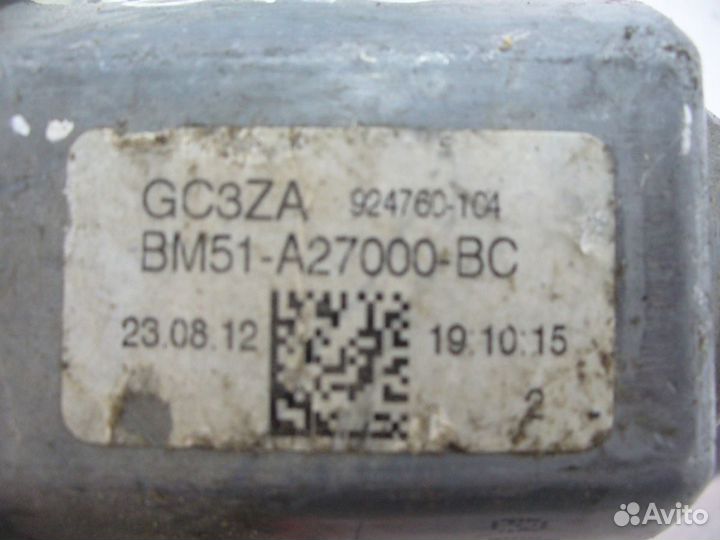 GC3ZA 924760-104
BM51-A27000-BC
23.08.12 19:10:15
2
Avito